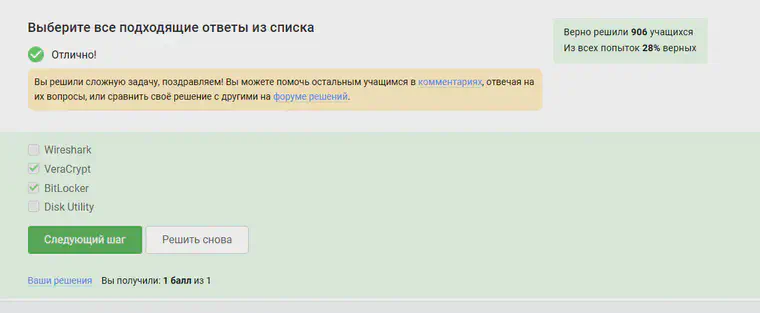 Выберите все подходящие ответы из списка
Верно решили 906 учащихся
Из всех попыток 28% верных
Отлично!
Вы решили сложную задачу, поздравляем! Вы можете помочь остальным учащимся в комментариях, отвечая на
их вопросы, или сравнить своё решение с другими на форуме решений.
Wireshark
VeraCrypt
BitLocker
Disk Utility
Следующий шаг
Решить снова
Ваши решения Вы получили: 1 балл из 1